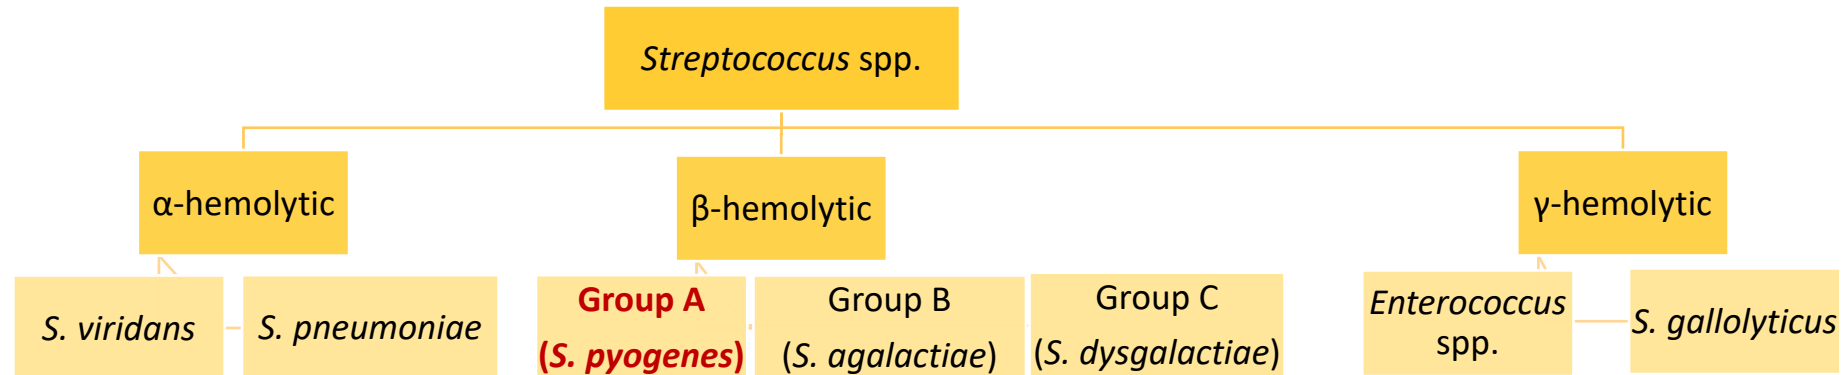 Streptococcus spp.
α-hemolytic
β-hemolytic
γ-hemolytic
S. viridans
S. pneumoniae
Group A
(S. pyogenes)
Group B
(S. agalactiae)
Group C
(S. dysgalactiae)
Enterococcus
spp.
S. gallolyticus